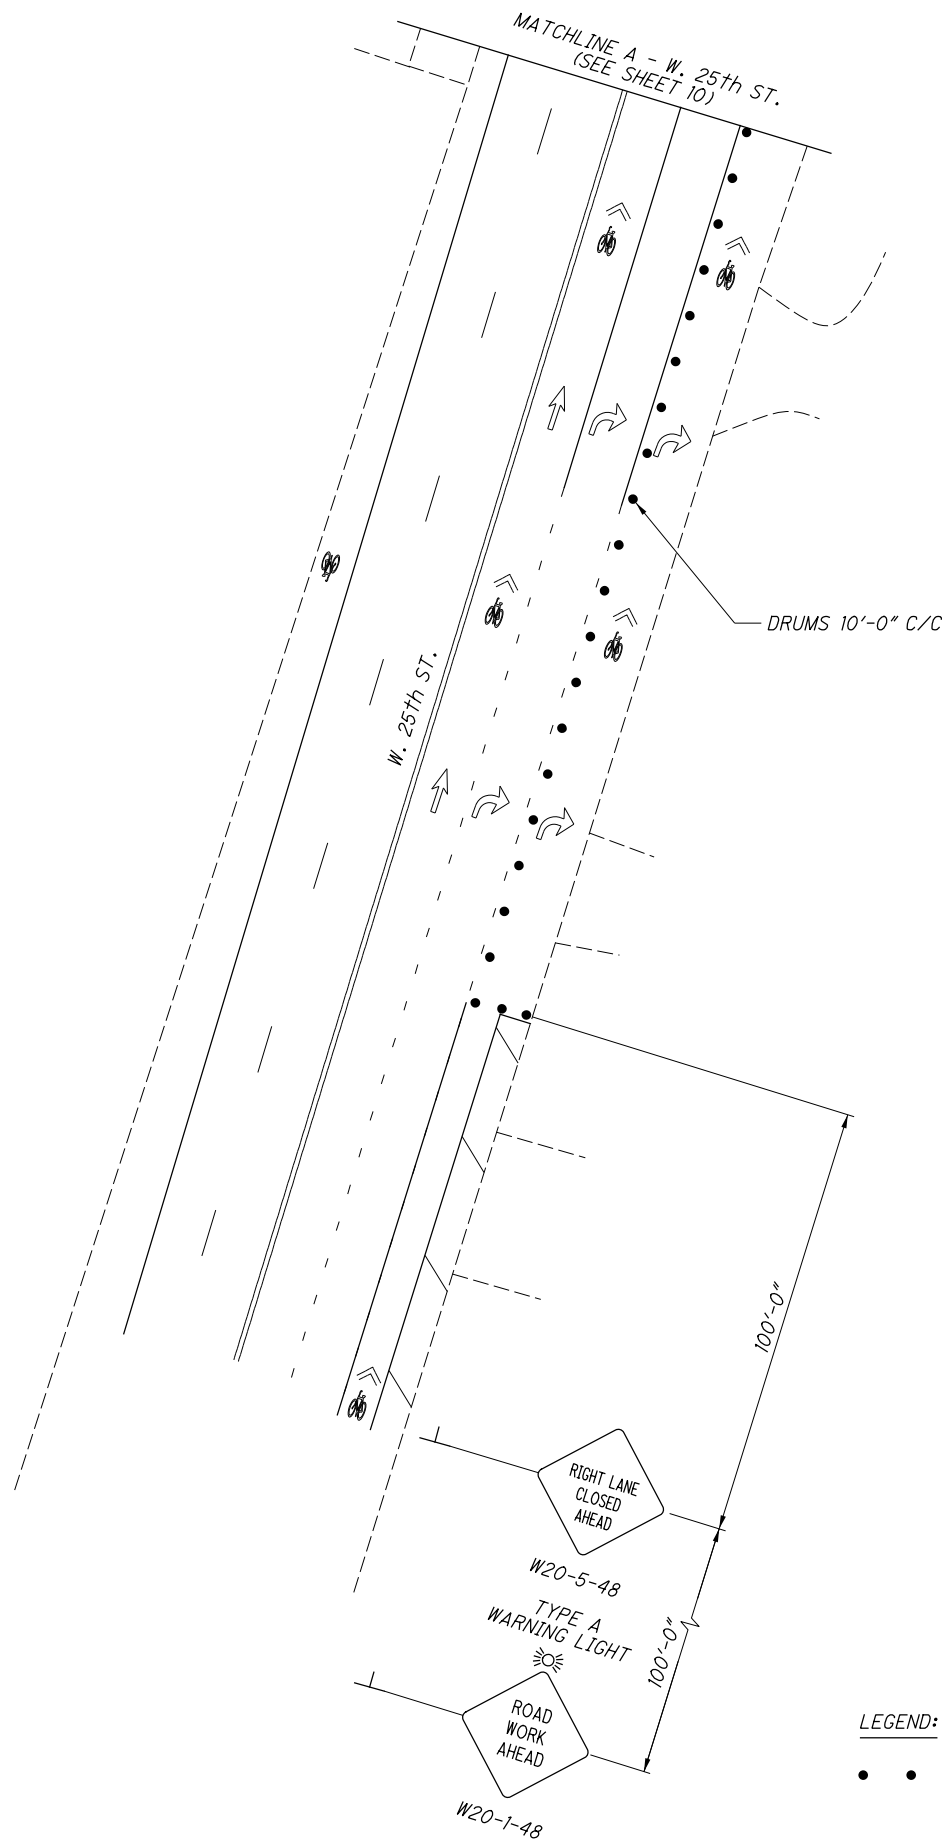 MATCHLINE A - W. 25th ST.
(SEE SHEET 10)
DRUMS 10'-0" C/C
W. 25th ST.
100'-0"
RIGHT LANE
CLOSED
AHEAD
W20-5-48
TYPE A
WARNING LIGHT
100'-0"
ROAD
WORK
AHEAD
W20-1-48
LEGEND: